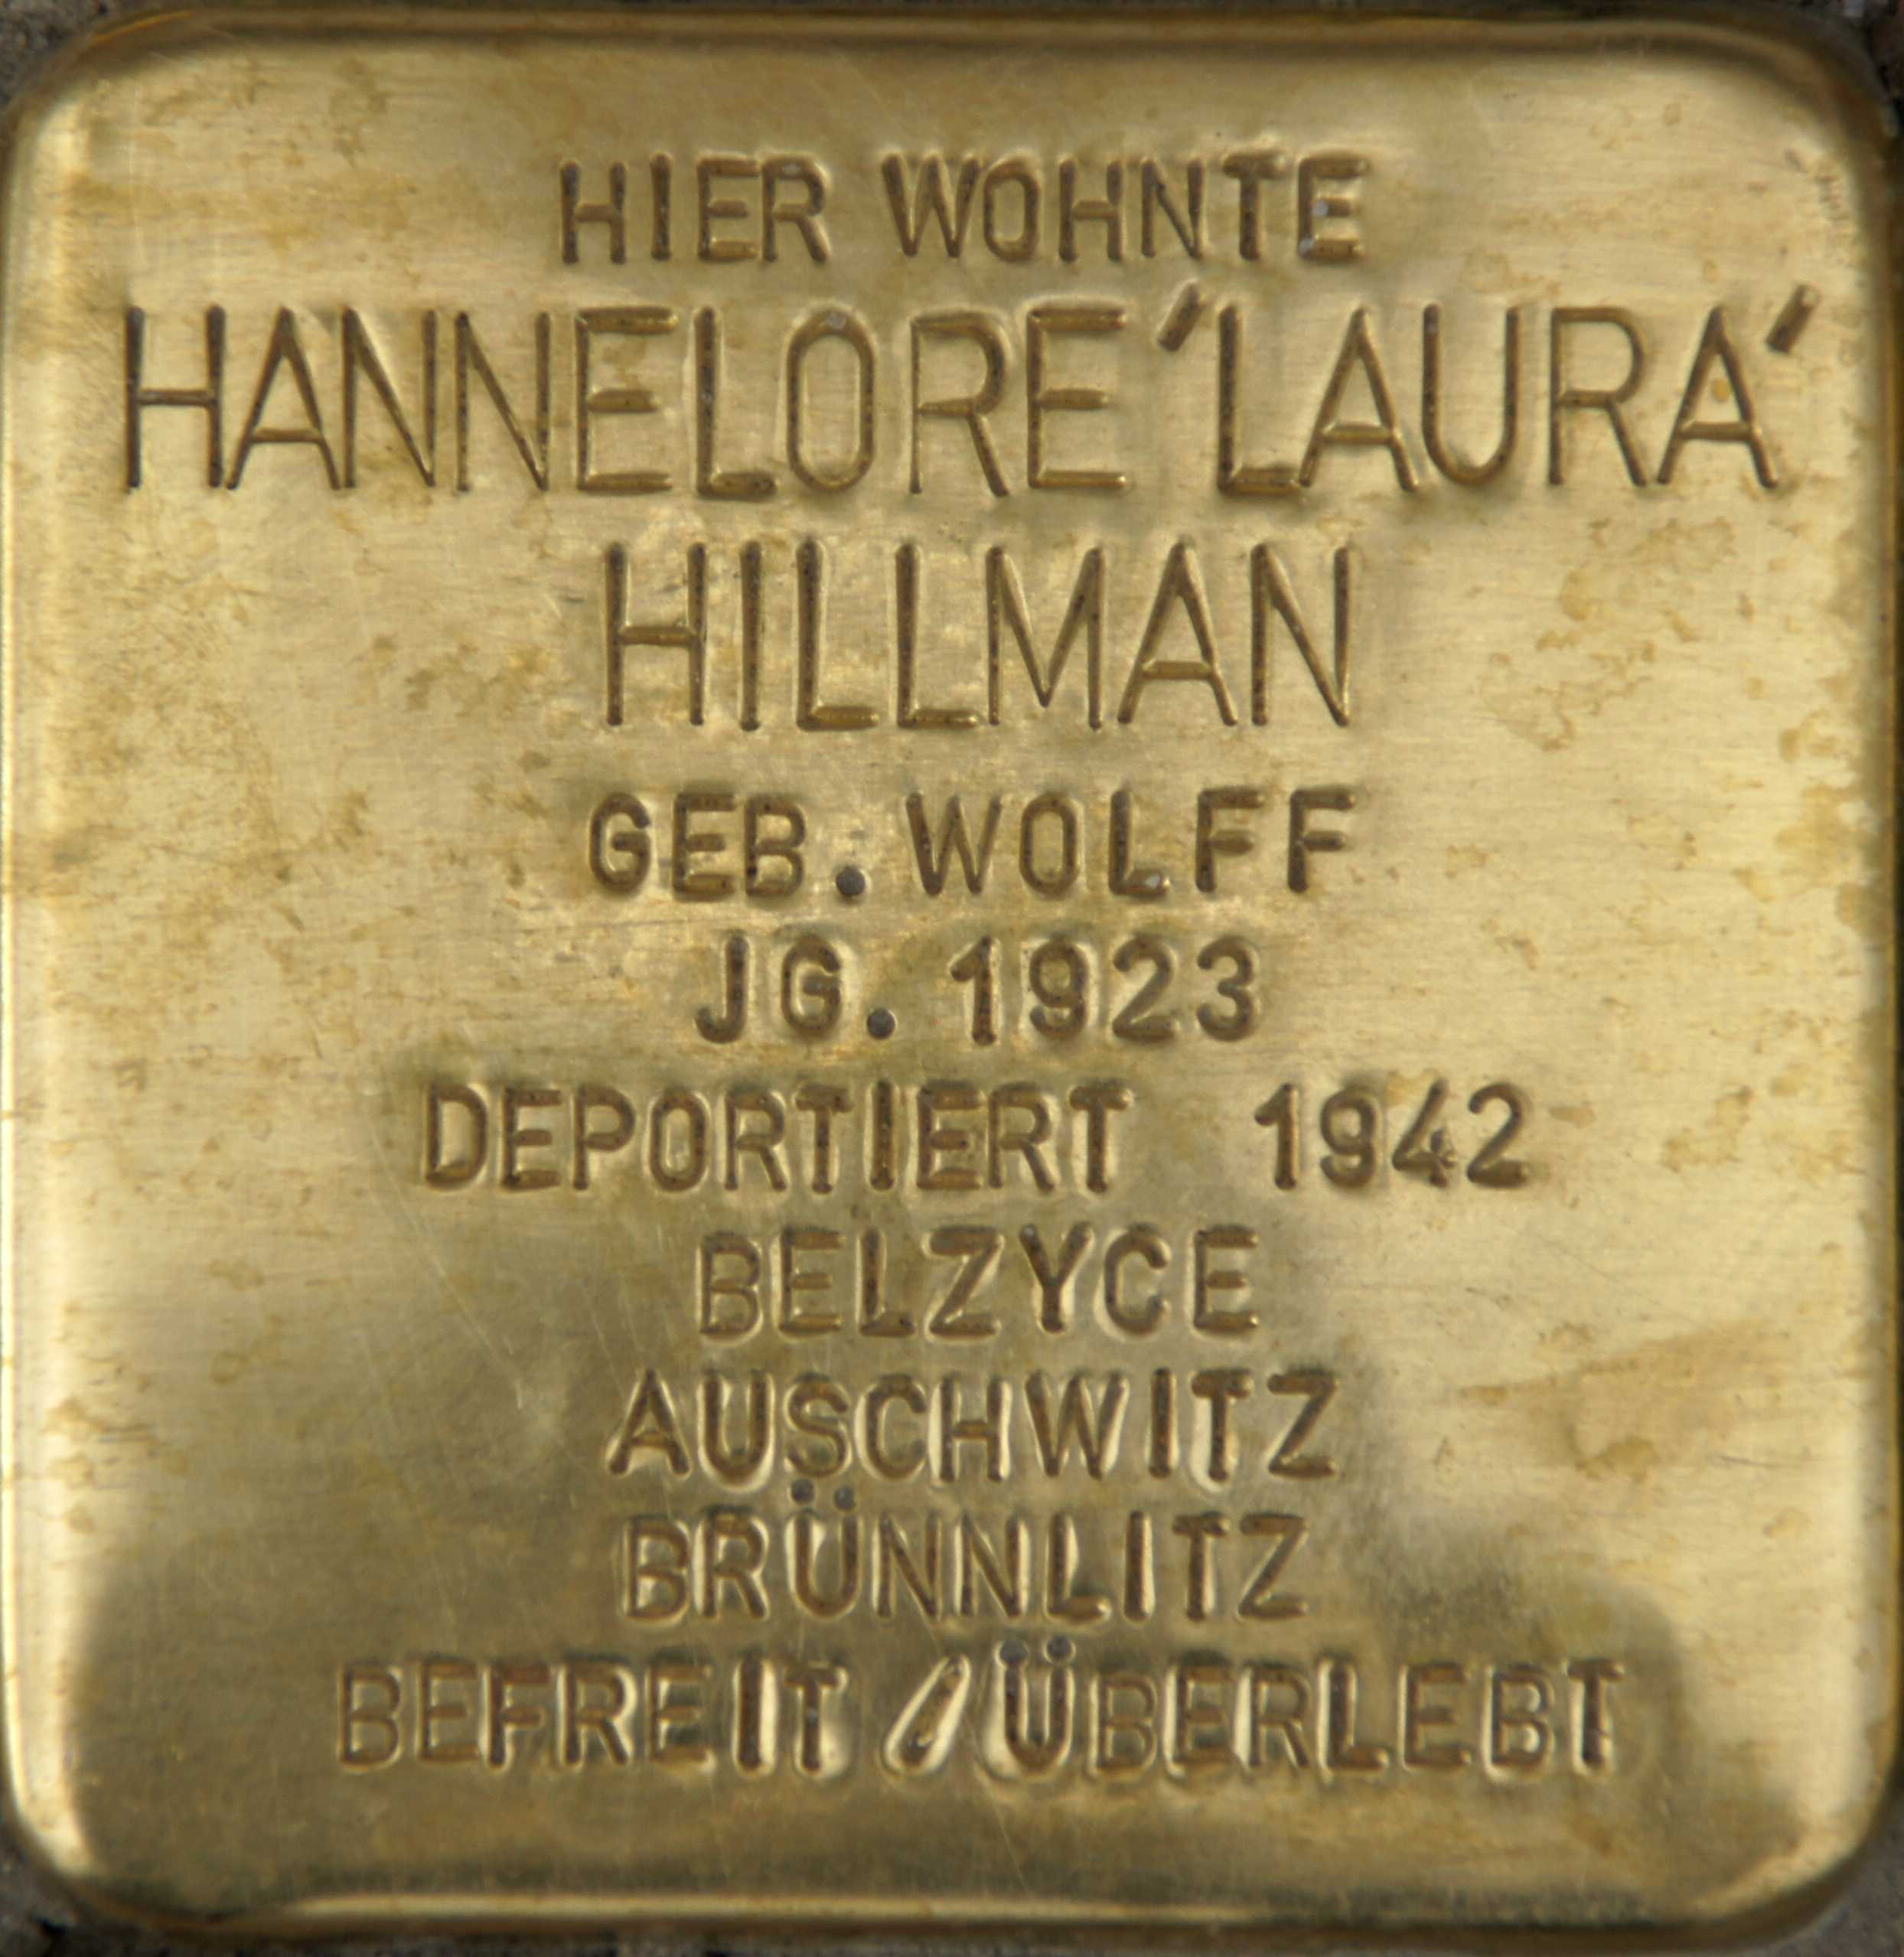 HIER WOHNTE
HANNELORE ′LAURA′
HILLMAN
GEB. WOLFF
JG. 1923
DEPORTIERT 1942
BELZYCE
AUSCHWITZ
BRÜNNLITZ
BEFREIT / ÜBERLEBT